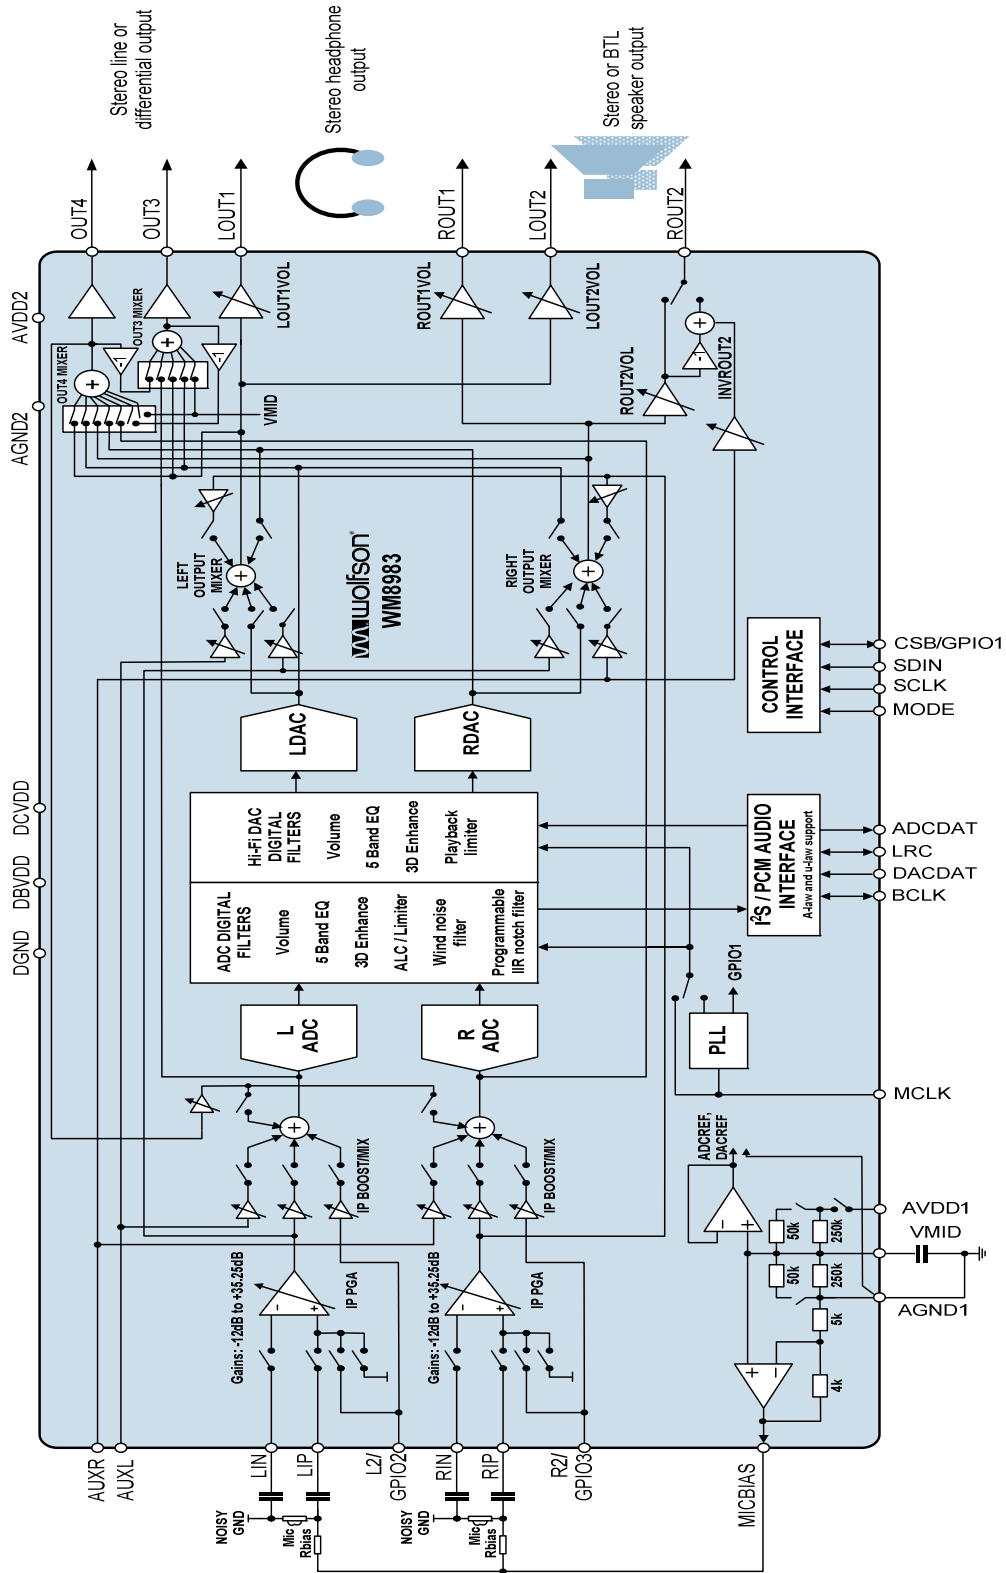 Stereo line or
differential output
Stereo headphone
output
Stereo or BTL
speaker output
OUT4
OUT3
LOUT1
ROUT1
LOUT2
ROUT2
AVDD2
AGND2
DCVDD
DBVDD
DGND
OUT4 MIXER
OUT3 MIXER
-1
-1
+
+
VMID
LOUT1VOL
ROUT1VOL
LOUT2VOL
ROUT2VOL
-1
+
INVROUT2
LEFT
OUTPUT
MIXER
+
wolfson®
WM8983
RIGHT
OUTPUT
MIXER
+
LDAC
RDAC
Hi-Fi DAC
DIGITAL
FILTERS
Volume
5 Band EQ
3D Enhance
Playback
limiter
ADC DIGITAL
FILTERS
Volume
5 Band EQ
3D Enhance
ALC / Limiter
Wind noise
filter
Programmable
IIR notch filter
L
ADC
R
ADC
CONTROL
INTERFACE
CSB/GPIO1
SDIN
SCLK
MODE
I²S / PCM AUDIO
INTERFACE
A-law and u-law support
ADCDAT
LRC
DACDAT
BCLK
GPIO1
PLL
MCLK
+
IP BOOST/MIX
+
IP BOOST/MIX
Gains: -12dB to +35.25dB
- +
IP PGA
Gains: -12dB to +35.25dB
- +
IP PGA
ADCREF,
DACREF
- +
50k
250k
50k
250k
5k
4k
+ -
AVDD1
VMID
AGND1
AUXR
AUXL
LIN
LIP
L2/
GPIO2
RIN
RIP
R2/
GPIO3
MICBIAS
NOISY
GND
Mic
Rbias
NOISY
GND
Mic
Rbias